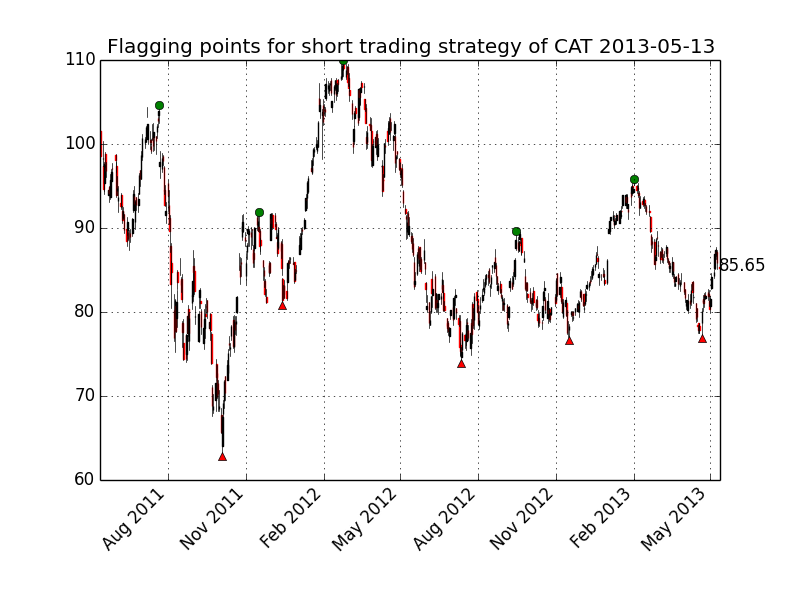 Flagging points for short trading strategy of CAT 2013-05-13
110
100
90
80
70
60
85.65
Aug 2011
Nov 2011
Feb 2012
May 2012
Aug 2012
Nov 2012
Feb 2013
May 2013